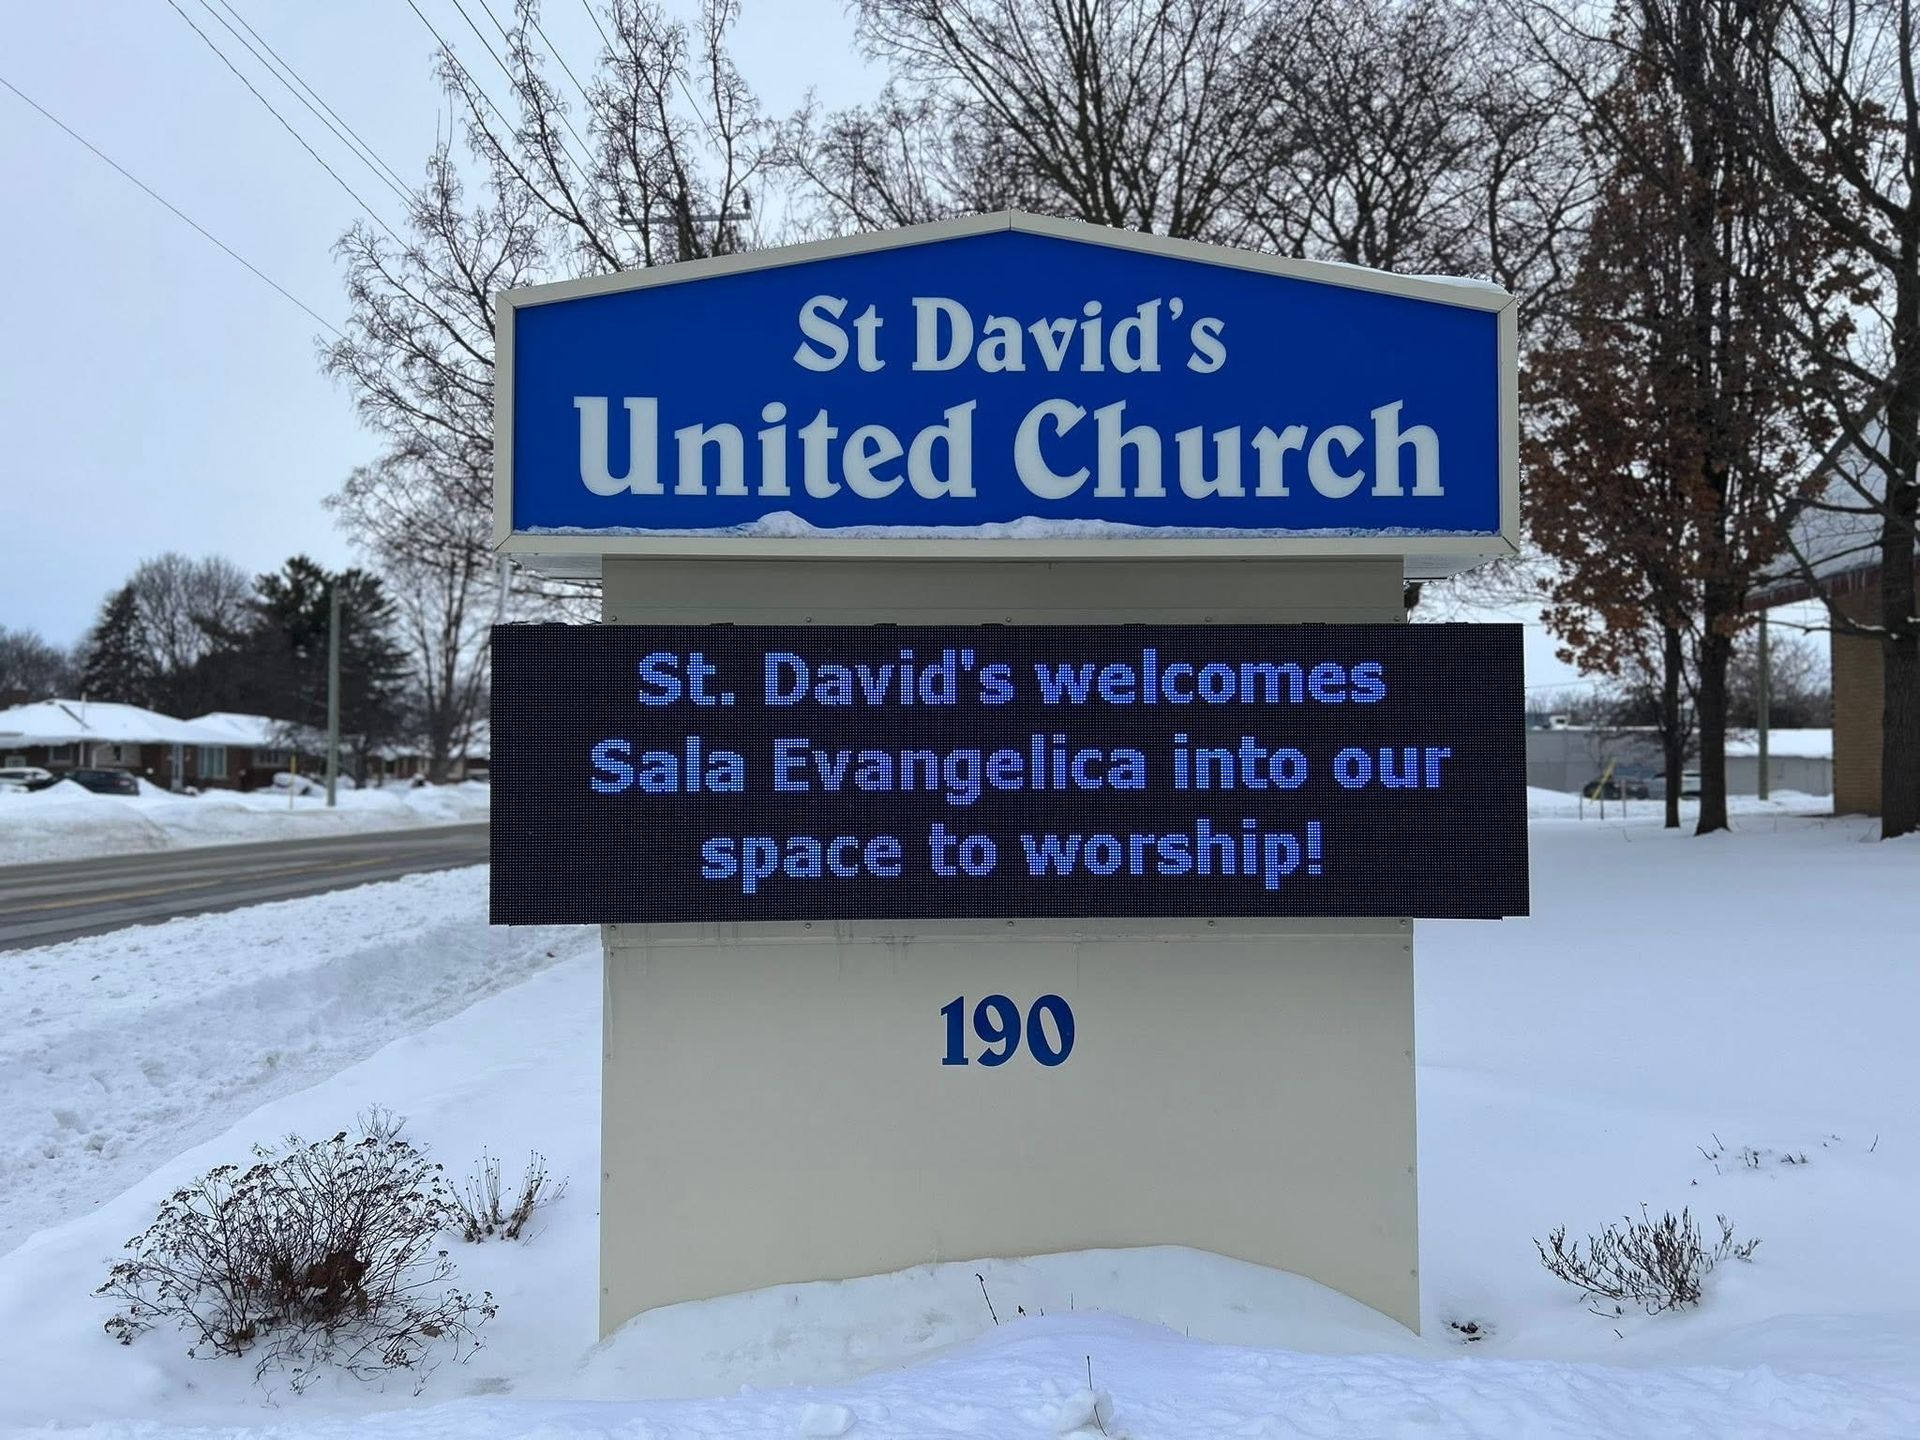 St David's
United Church
St. David's welcomes
Sala Evangelica into our
space to worship!
190